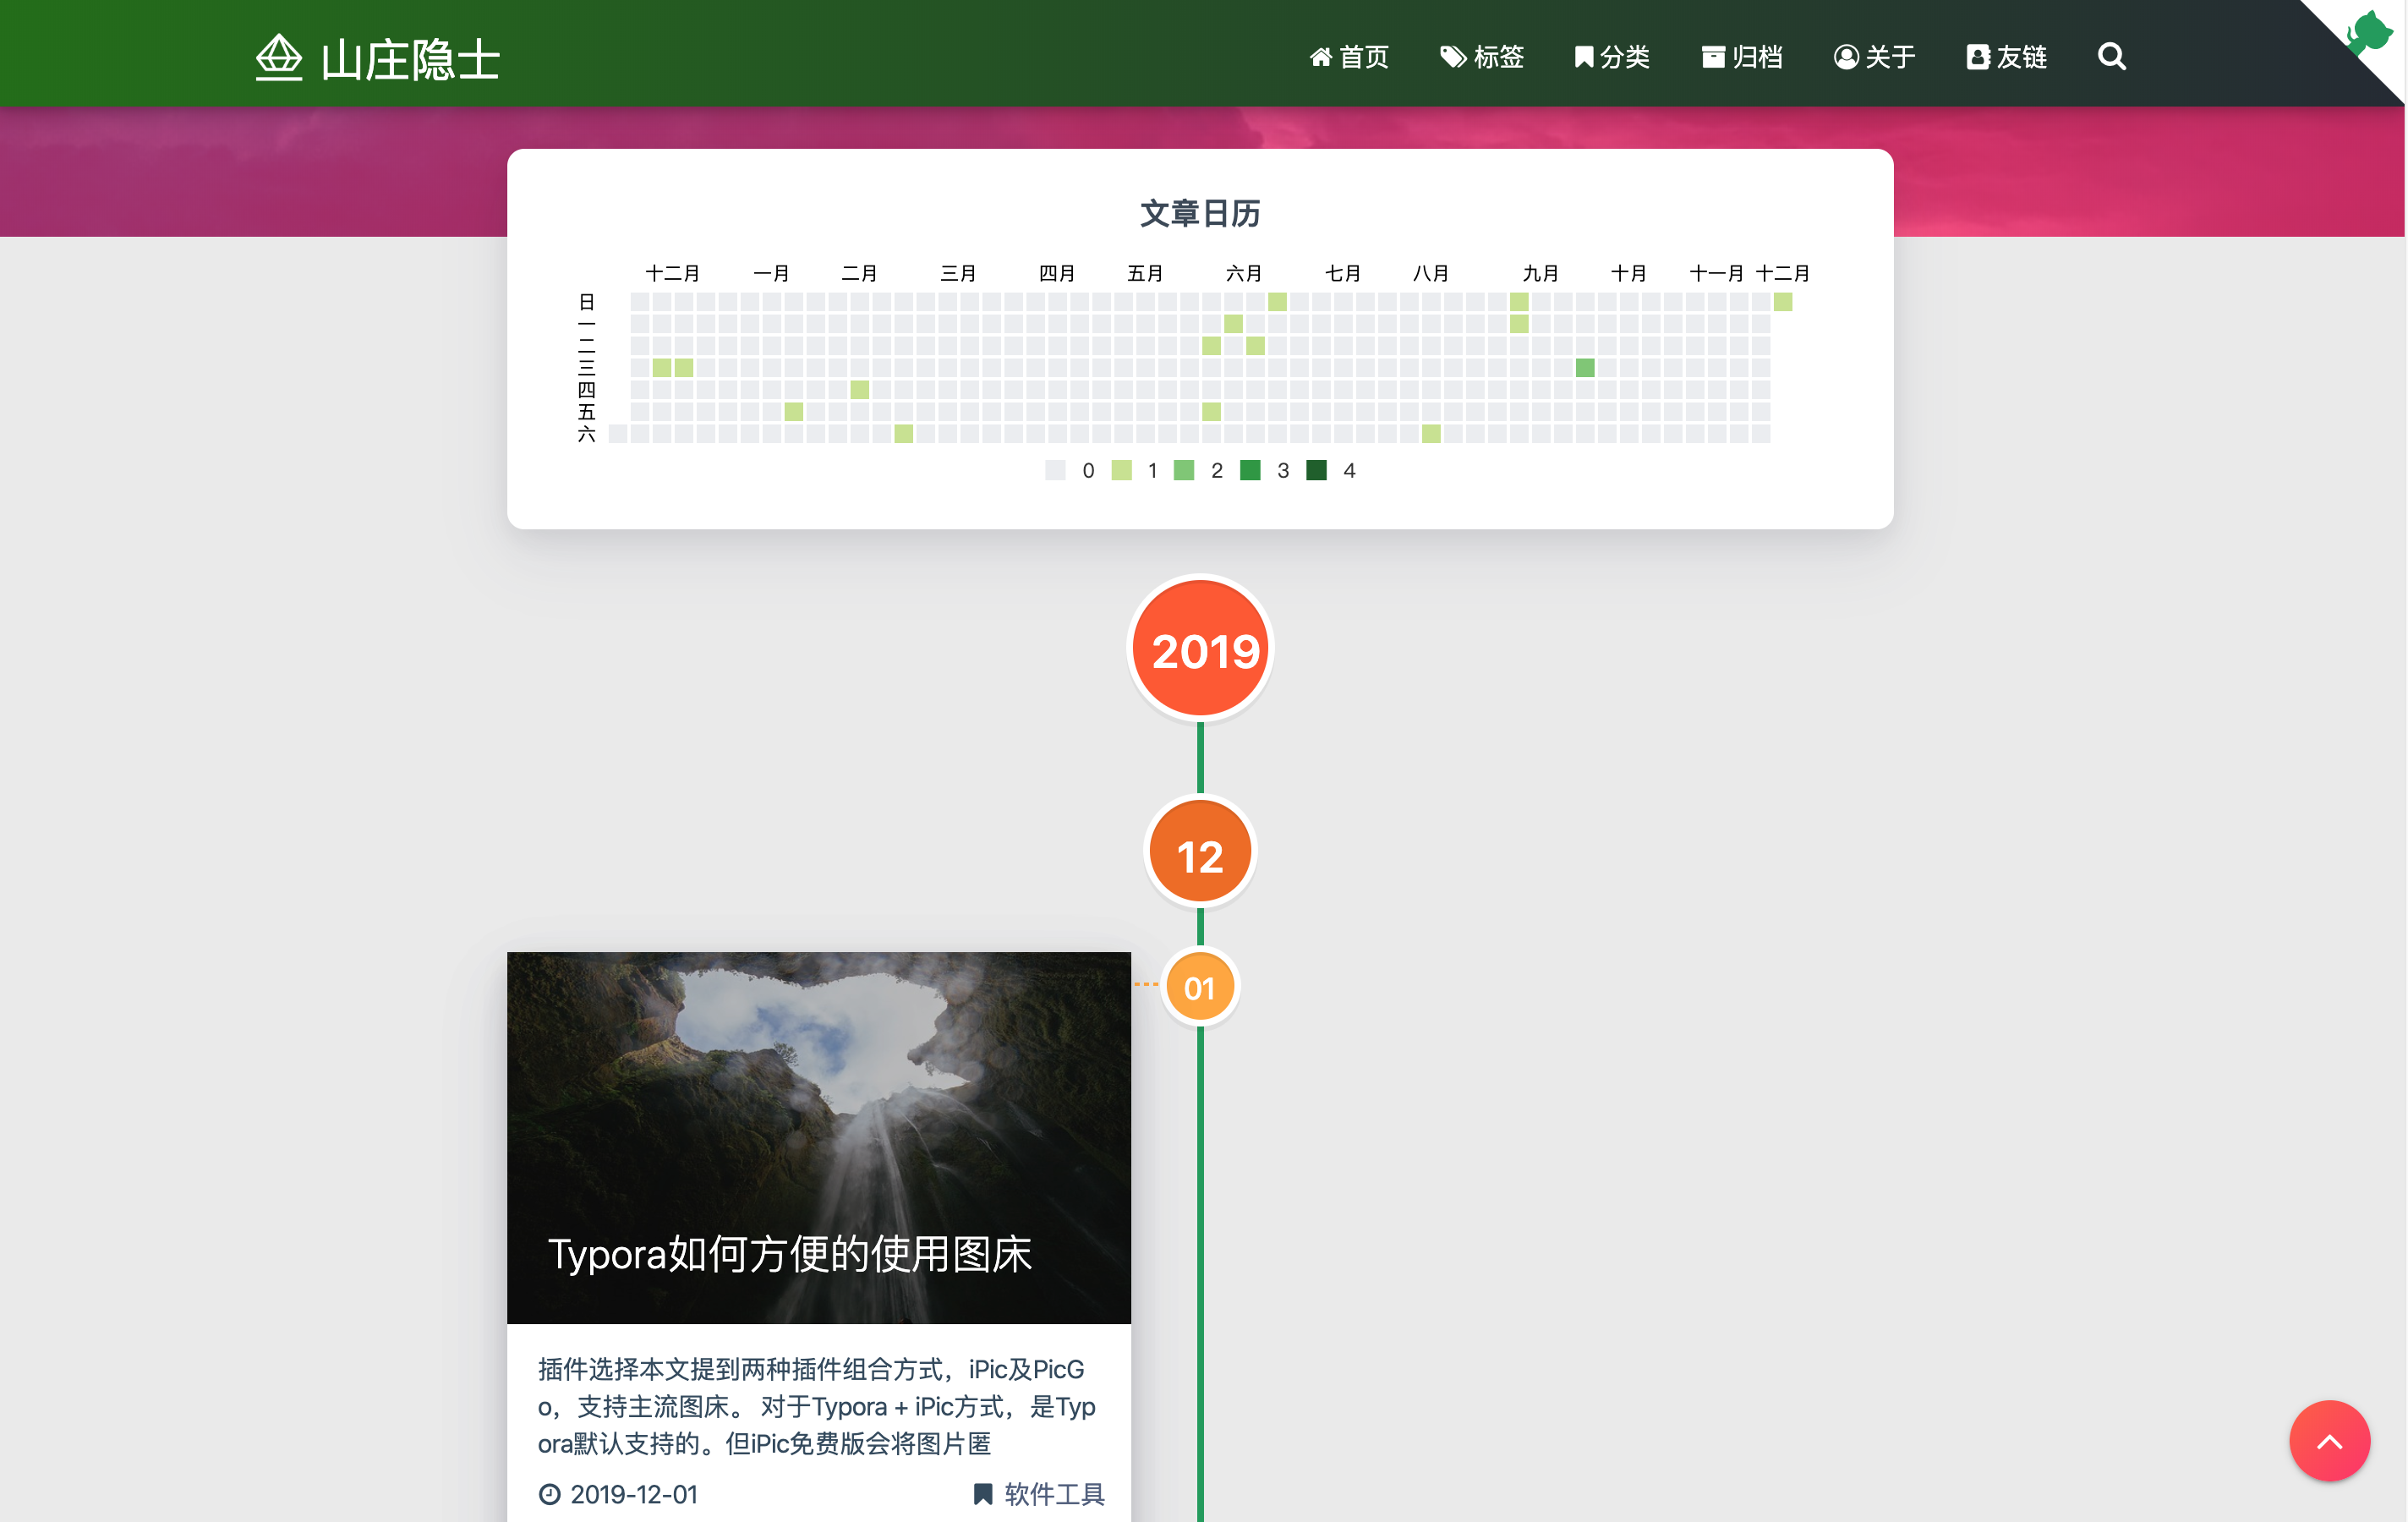 山庄隐士
首页 标签 分类 归档 关于 友链
文章日历
十二月 一月 二月 三月 四月 五月 六月 七月 八月 九月 十月 十一月 十二月
日
一
二
三
四
五
六
0 1 2 3 4
2019
12
01
Typora如何方便的使用图床
插件选择本文提到两种插件组合方式，iPic及PicG
o，支持主流图床。 对于Typora + iPic方式，是Typ
ora默认支持的。但iPic免费版会将图片匿
2019-12-01 软件工具